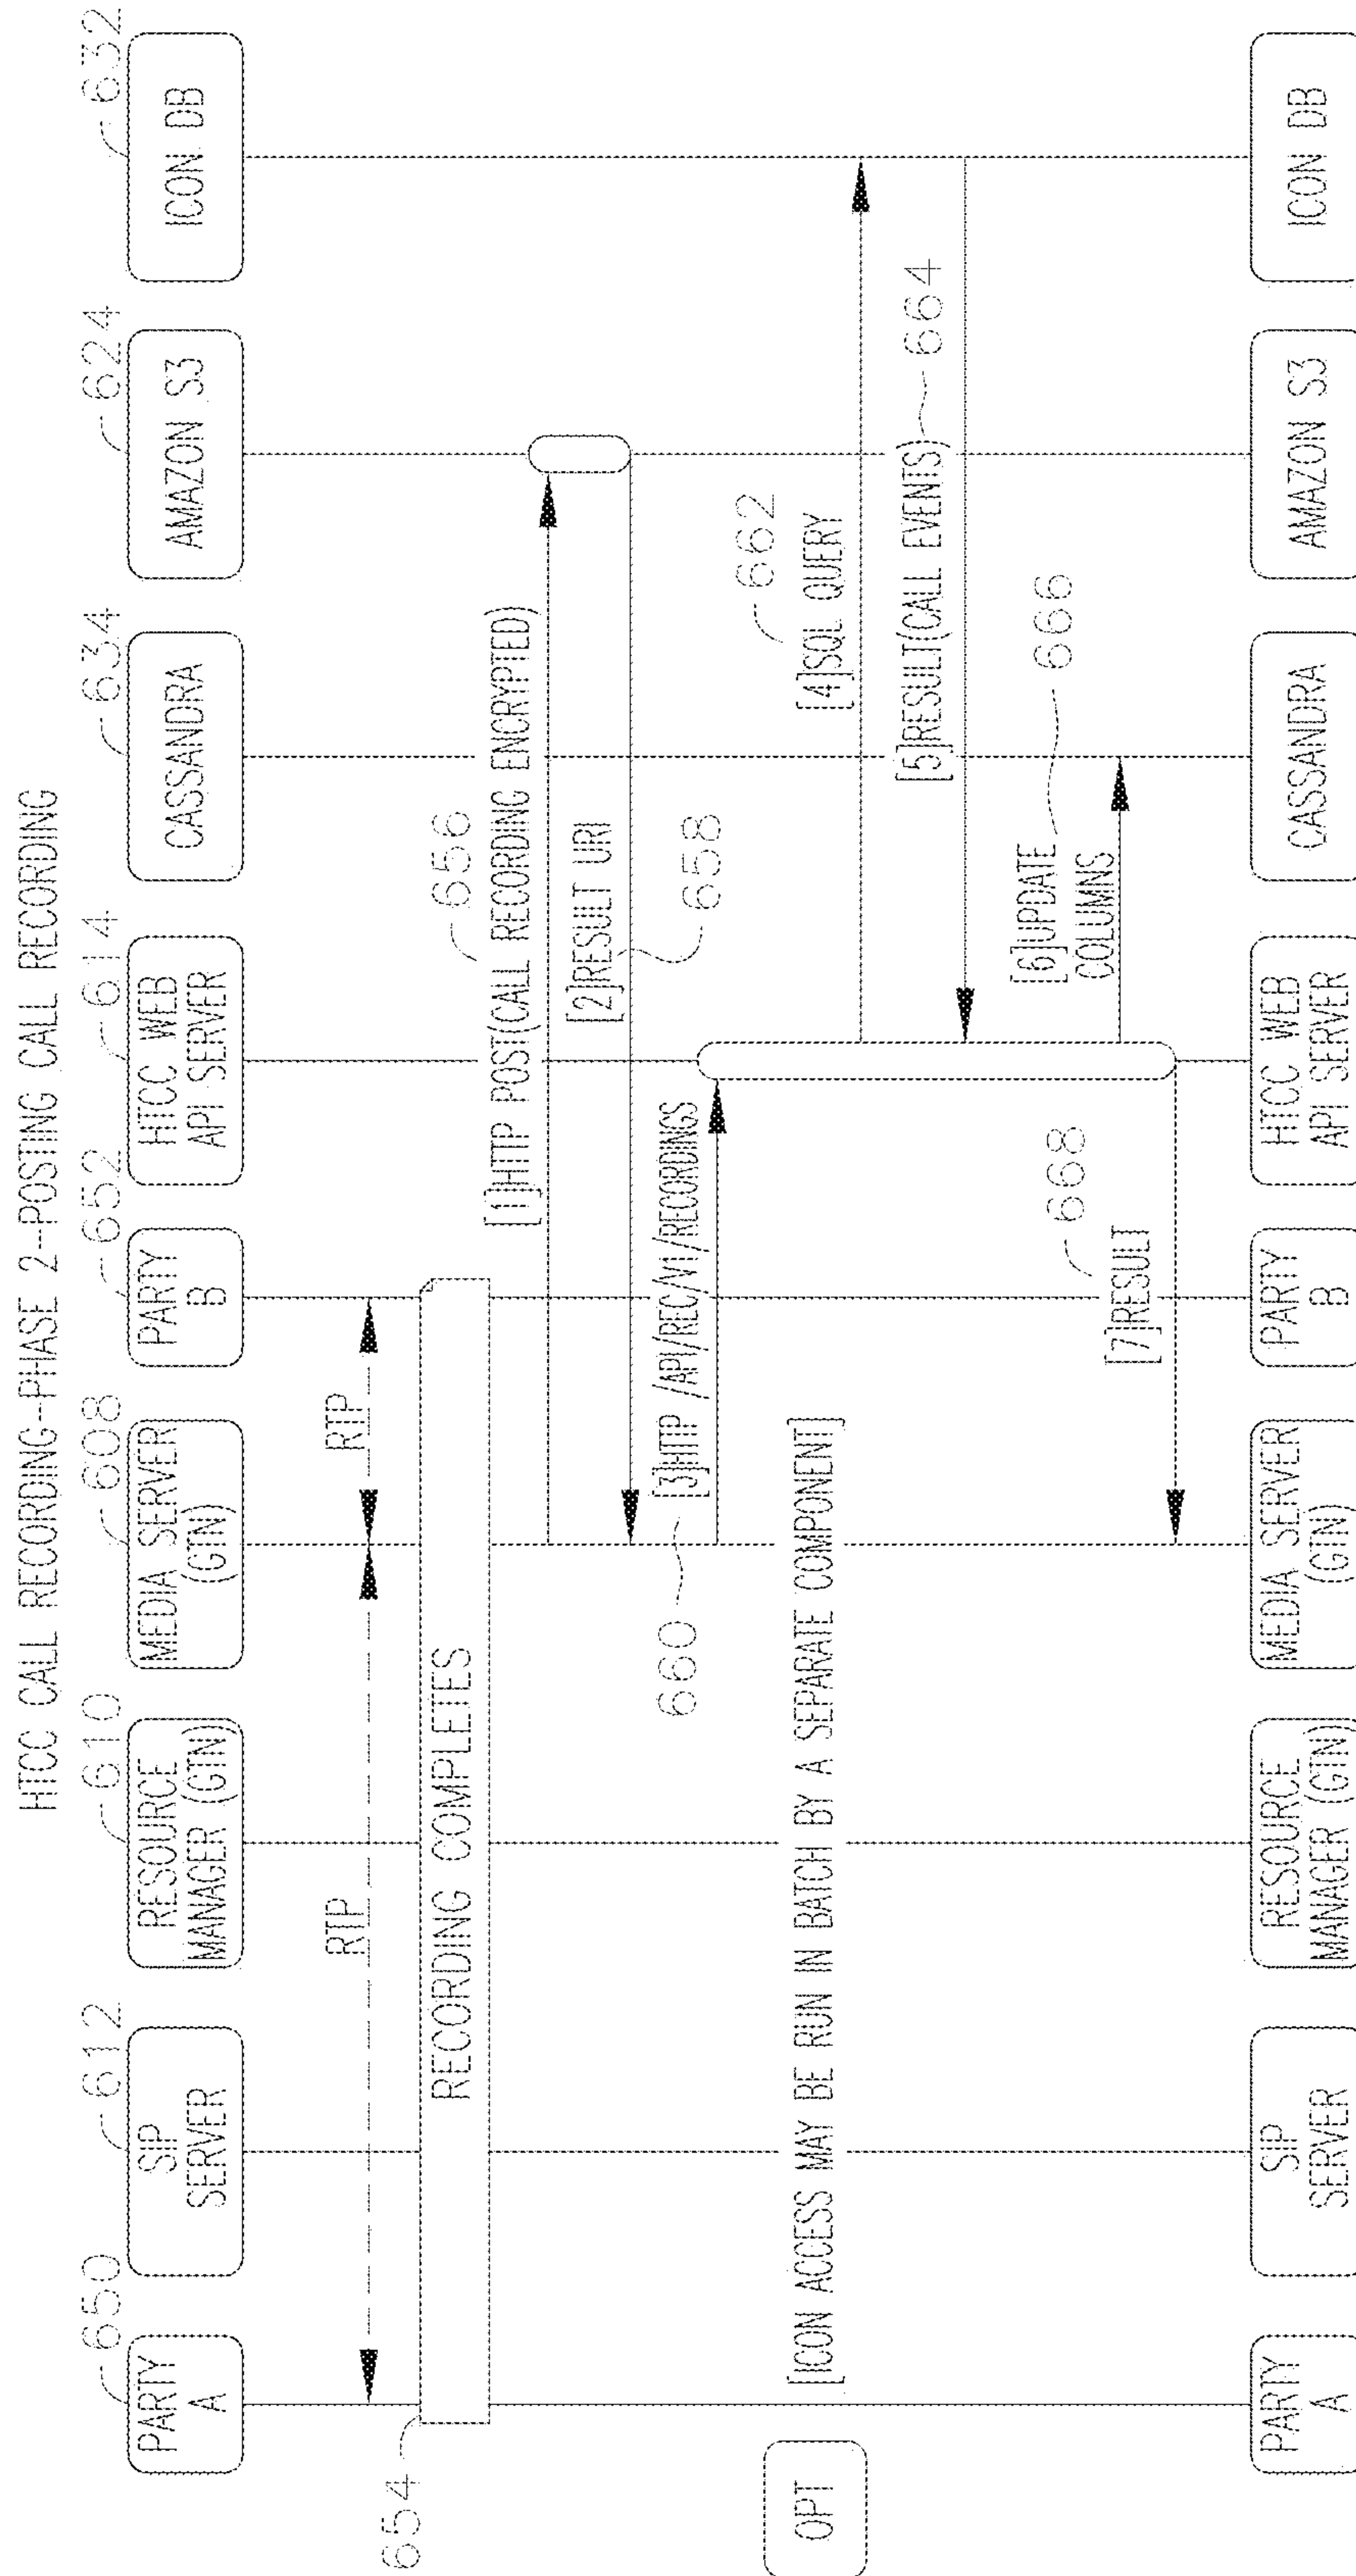 HTCC CALL RECORDING--PHASE 2--POSTING CALL RECORDING
650
612
610
608
652
614
634
624
632
PARTY
A
SIP
SERVER
RESOURCE
MANAGER (GTN)
MEDIA SERVER
(GTN)
PARTY
B
HTCC WEB
API SERVER
CASSANDRA
AMAZON S3
ICON DB
RTP
RTP
654
RECORDING COMPLETES
656
[1]HTTP POST(CALL RECORDING ENCRYPTED)
[2]RESULT URI
658
660
[3]HTTP /API/REC/V1/RECORDINGS
OPT
[ICON ACCESS MAY BE RUN IN BATCH BY A SEPARATE COMPONENT]
662
[4]SQL QUERY
[5]RESULT(CALL EVENTS)
664
[6]UPDATE
COLUMNS
666
668
[7]RESULT
PARTY
A
SIP
SERVER
RESOURCE
MANAGER (GTN)
MEDIA SERVER
(GTN)
PARTY
B
HTCC WEB
API SERVER
CASSANDRA
AMAZON S3
ICON DB